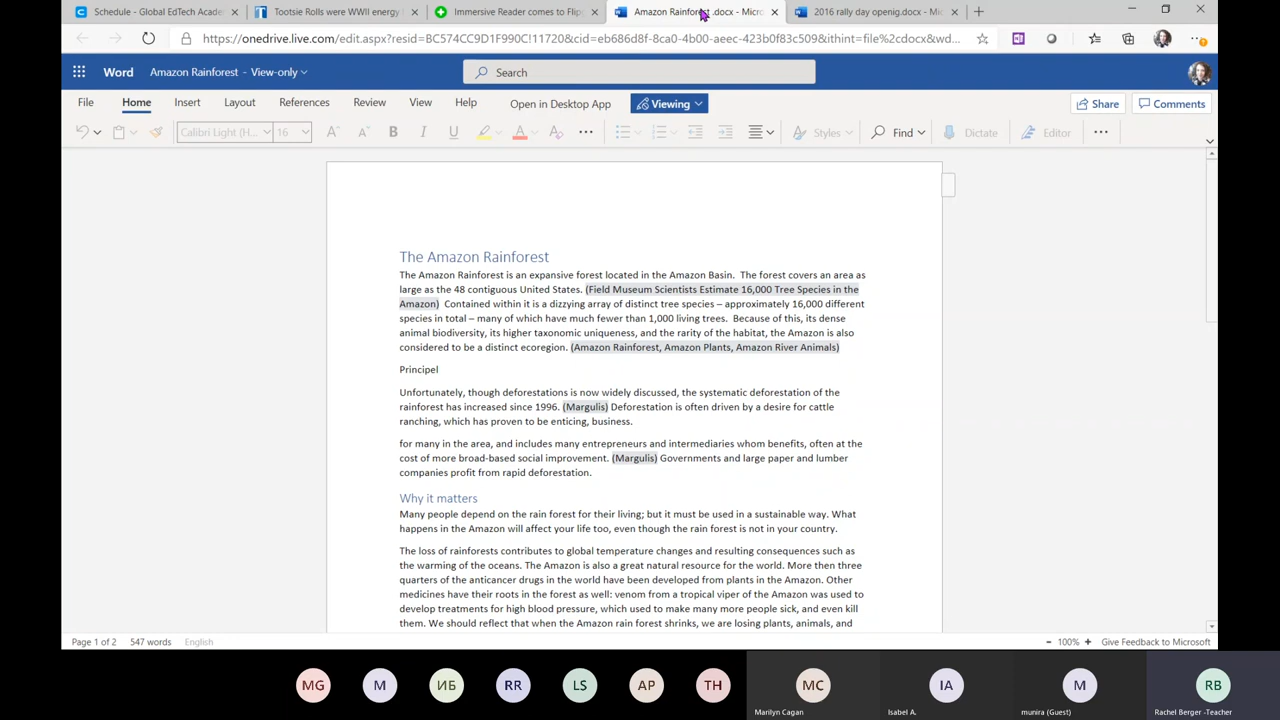 Schedule - Global EdTech Acade
Tootsie Rolls were WWII energy
Immersive Reader comes to Flip
Amazon Rainforest.docx - Micro
2016 rally day openig.docx - Mic
https://onedrive.live.com/edit.aspx?resid=BC574CC9D1F990C!11720&cid=eb686d8f-8ca0-4b00-aeec-423b0f83c509&ithint=file%2cdocx&wd...
Word Amazon Rainforest - View-only
Search
File Home Insert Layout References Review View Help Open in Desktop App Viewing Share Comments
Calibri Light (H... 16 A A B I U A Styles Find Dictate Editor
The Amazon Rainforest
The Amazon Rainforest is an expansive forest located in the Amazon Basin. The forest covers an area as
large as the 48 contiguous United States. (Field Museum Scientists Estimate 16,000 Tree Species in the
Amazon) Contained within it is a dizzying array of distinct tree species – approximately 16,000 different
species in total – many of which have much fewer than 1,000 living trees. Because of this, its dense
animal biodiversity, its higher taxonomic uniqueness, and the rarity of the habitat, the Amazon is also
considered to be a distinct ecoregion. (Amazon Rainforest, Amazon Plants, Amazon River Animals)
Principel
Unfortunately, though deforestations is now widely discussed, the systematic deforestation of the
rainforest has increased since 1996. (Margulis) Deforestation is often driven by a desire for cattle
ranching, which has proven to be enticing, business.
for many in the area, and includes many entrepreneurs and intermediaries whom benefits, often at the
cost of more broad-based social improvement. (Margulis) Governments and large paper and lumber
companies profit from rapid deforestation.
Why it matters
Many people depend on the rain forest for their living; but it must be used in a sustainable way. What
happens in the Amazon will affect your life too, even though the rain forest is not in your country.
The loss of rainforests contributes to global temperature changes and resulting consequences such as
the warming of the oceans. The Amazon is also a great natural resource for the world. More then three
quarters of the anticancer drugs in the world have been developed from plants in the Amazon. Other
medicines have their roots in the forest as well: venom from a tropical viper of the Amazon was used to
develop treatments for high blood pressure, which used to make many more people sick, and even kill
them. We should reflect that when the Amazon rain forest shrinks, we are losing plants, animals, and
Page 1 of 2 547 words English 100% Give Feedback to Microsoft
MG M ИБ RR LS AP TH MC IA M RB
Marilyn Cagan Isabel A. munira (Guest) Rachel Berger -Teacher